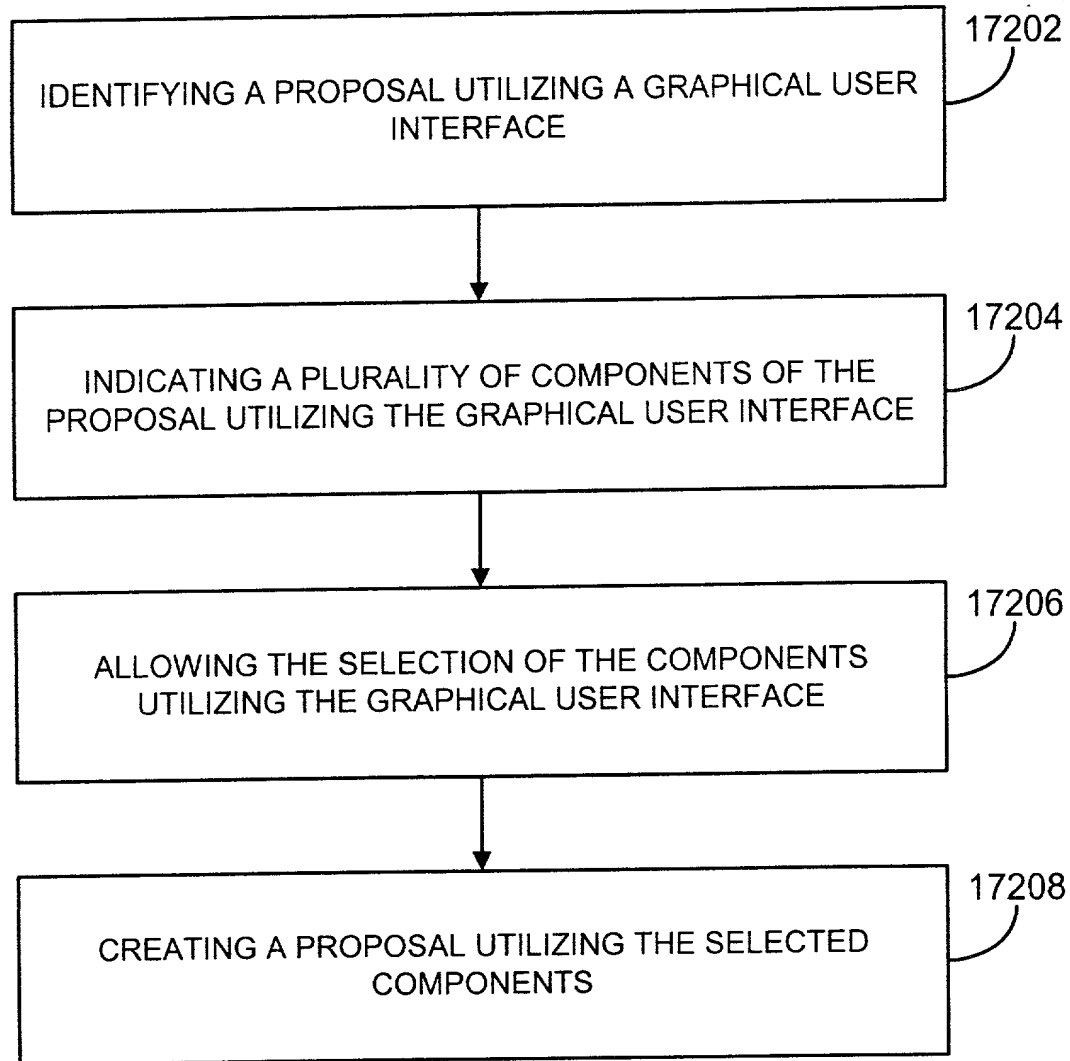 17202
IDENTIFYING A PROPOSAL UTILIZING A GRAPHICAL USER
INTERFACE
17204
INDICATING A PLURALITY OF COMPONENTS OF THE
PROPOSAL UTILIZING THE GRAPHICAL USER INTERFACE
17206
ALLOWING THE SELECTION OF THE COMPONENTS
UTILIZING THE GRAPHICAL USER INTERFACE
17208
CREATING A PROPOSAL UTILIZING THE SELECTED
COMPONENTS